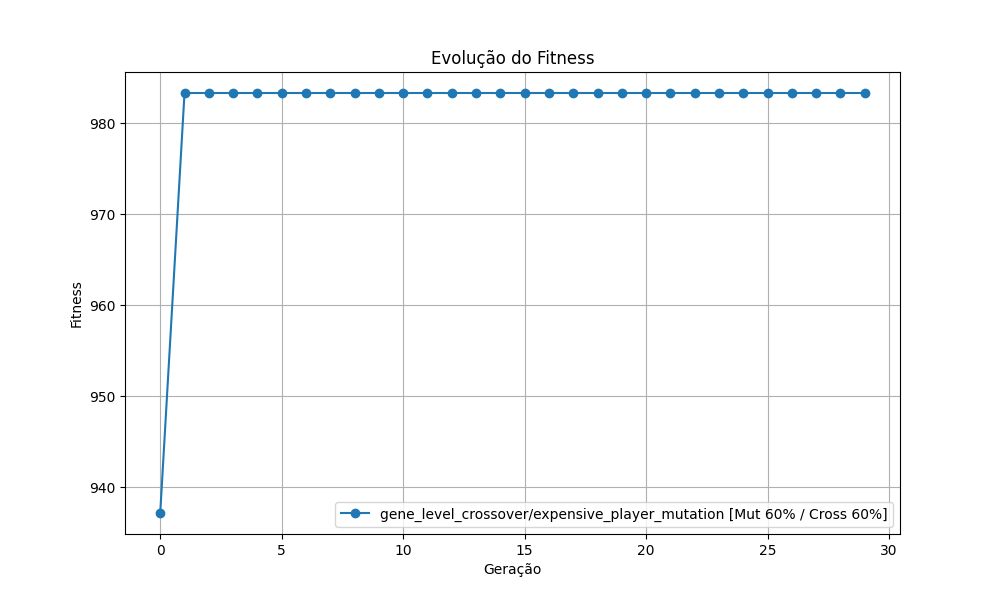 Evolução do Fitness
Fitness
980
970
960
950
940
gene_level_crossover/expensive_player_mutation [Mut 60% / Cross 60%]
0 5 10 15 20 25 30
Geração